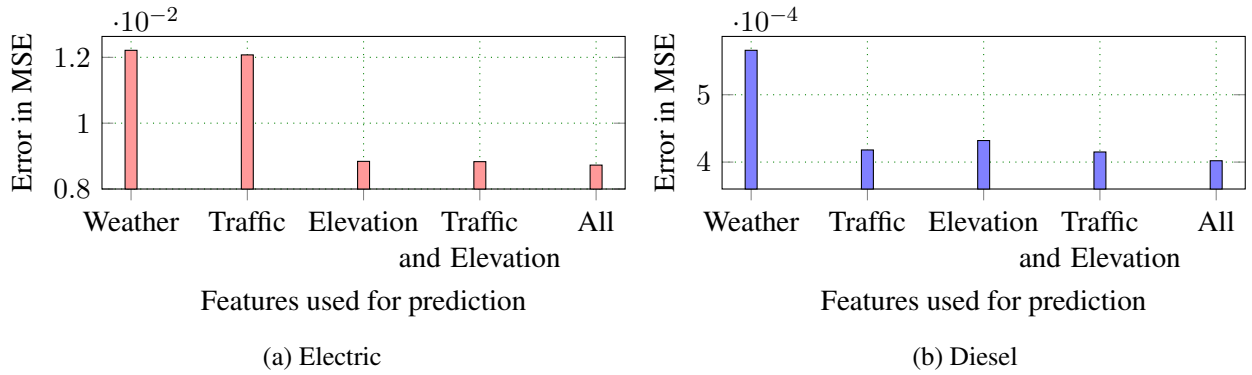 ·10−2
Error in MSE
1.2
1
0.8
Weather Traffic Elevation Traffic and Elevation All
Features used for prediction
(a) Electric
·10−4
Error in MSE
5
4
Weather Traffic Elevation Traffic and Elevation All
Features used for prediction
(b) Diesel